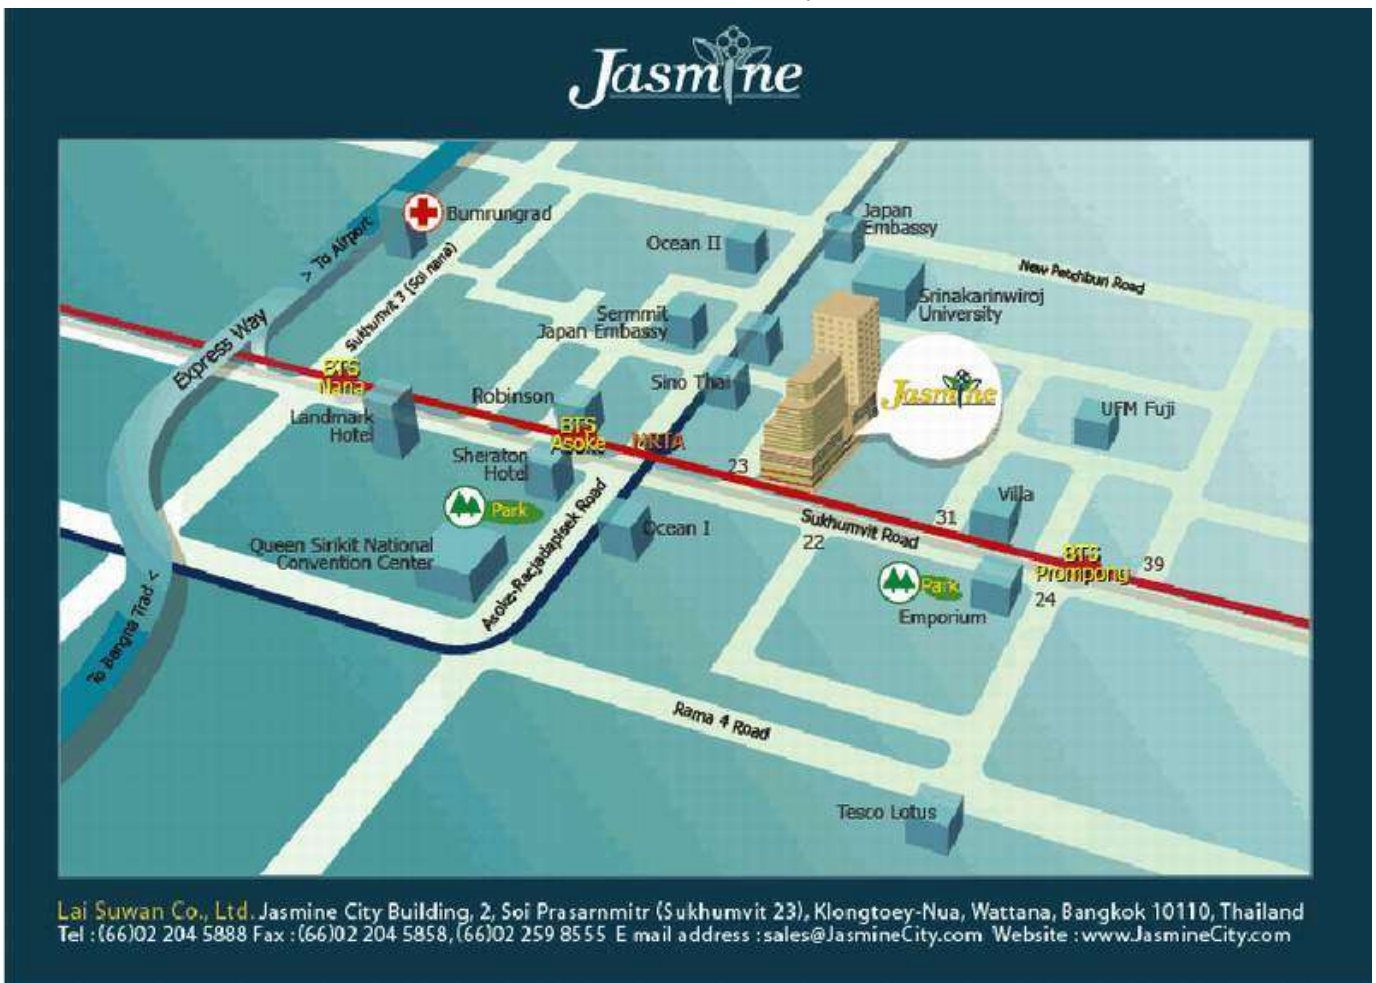 Jasmine
Bumrungrad
> To Airport
Sukhumvit 3 (Soi nana)
Express Way
Ocean II
Japan
Embassy
New Petchburi Road
Sermmit
Japan Embassy
Srinakarinwiroj
University
Jasmine
BTS
Nana
Landmark
Hotel
Robinson
Sino Thai
BTS
Asoke
MRTA
UFM Fuji
Sheraton
Hotel
23
Park
Villa
Queen Sirikit National
Convention Center
Asoke-Racjadapisek Road
Ocean I
Sukhumvit Road
31
22
BTS
Prompong
39
Park
24
Emporium
To Bangna Trad <
Rama 4 Road
Tesco Lotus
Lai Suwan Co., Ltd. Jasmine City Building, 2, Soi Prasarnmitr (Sukhumvit 23), Klongtoey-Nua, Wattana, Bangkok 10110, Thailand
Tel :(66)02 204 5888 Fax :(66)02 204 5858,(66)02 259 8555 E mail address :sales@JasmineCity.com Website :www.JasmineCity.com